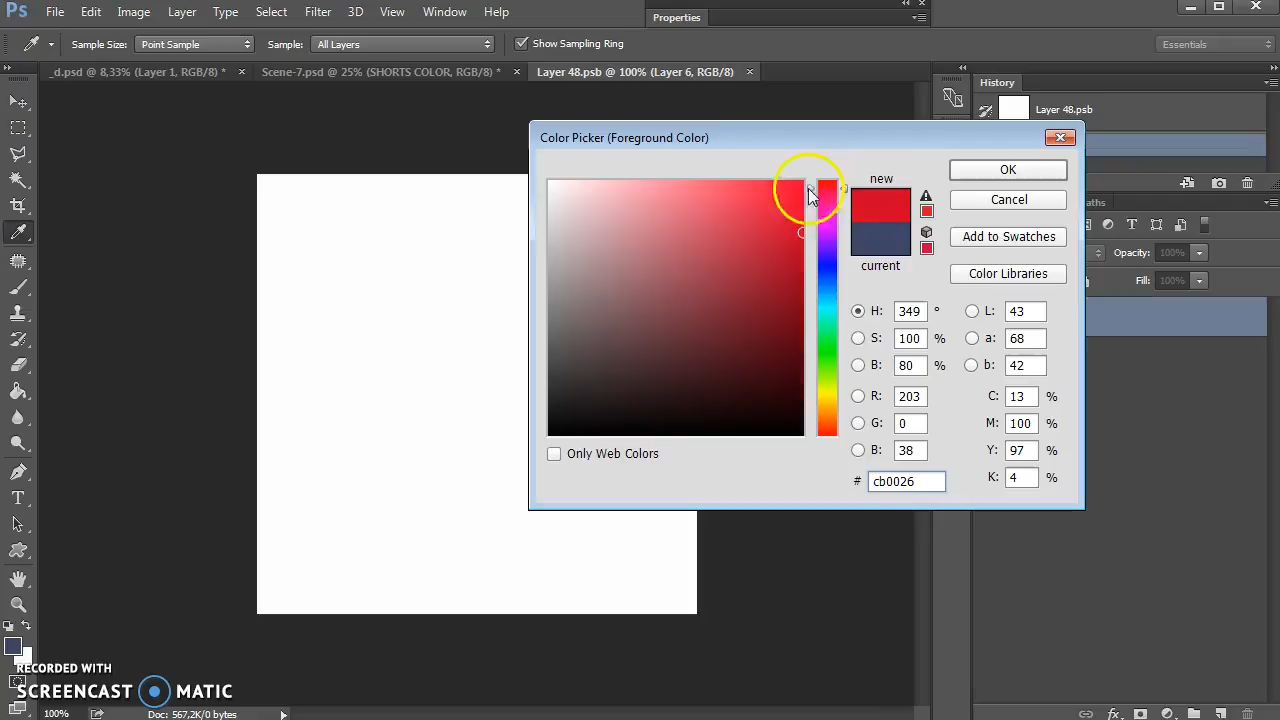 Ps File Edit Image Layer Type Select Filter 3D View Window Help
Properties
Sample Size: Point Sample Sample: All Layers Show Sampling Ring Essentials
_d.psd @ 8,33% (Layer 1, RGB/8) * Scene-7.psd @ 25% (SHORTS COLOR, RGB/8) * Layer 48.psb @ 100% (Layer 6, RGB/8)
History
Layer 48.psb
Color Picker (Foreground Color)
new
current
OK
Cancel
Add to Swatches
Color Libraries
Opacity: 100%
Fill: 100%
H: 349 ° L: 43
S: 100 % a: 68
B: 80 % b: 42
R: 203 C: 13 %
G: 0 M: 100 %
B: 38 Y: 97 %
# cb0026 K: 4 %
Only Web Colors
RECORDED WITH
SCREENCAST MATIC
100% Doc: 567,2K/0 bytes